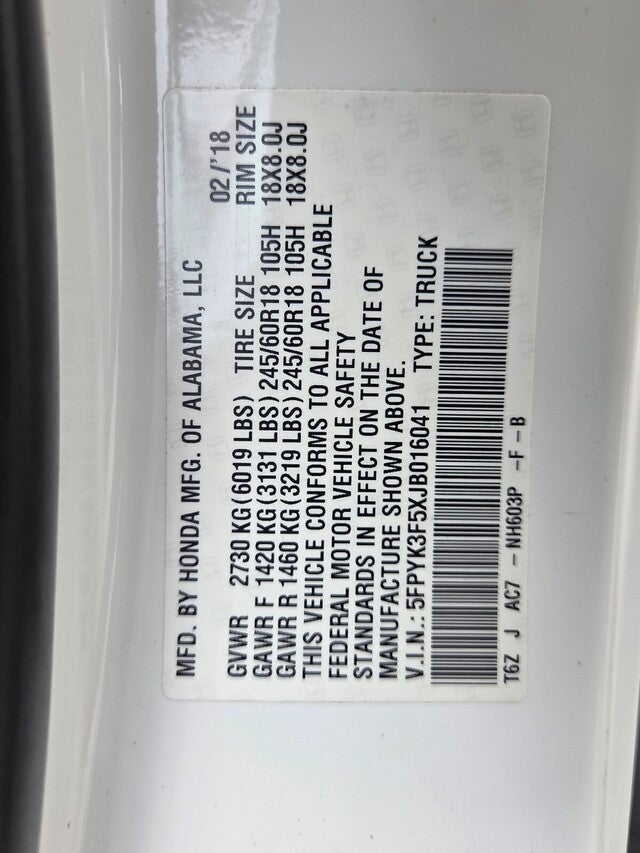 MFD. BY HONDA MFG. OF ALABAMA, LLC 02/'18
GVWR 2730 KG(6019 LBS) TIRE SIZE RIM SIZE
GAWR F 1420 KG(3131 LBS) 245/60R18 105H 18X8.0J
GAWR R 1460 KG(3219 LBS) 245/60R18 105H 18X8.0J
THIS VEHICLE CONFORMS TO ALL APPLICABLE
FEDERAL MOTOR VEHICLE SAFETY
STANDARDS IN EFFECT ON THE DATE OF
MANUFACTURE SHOWN ABOVE.
V.I.N.: 5FPYK3F5XJB016041 TYPE: TRUCK
T6Z J AC7 - NH603P -F-B